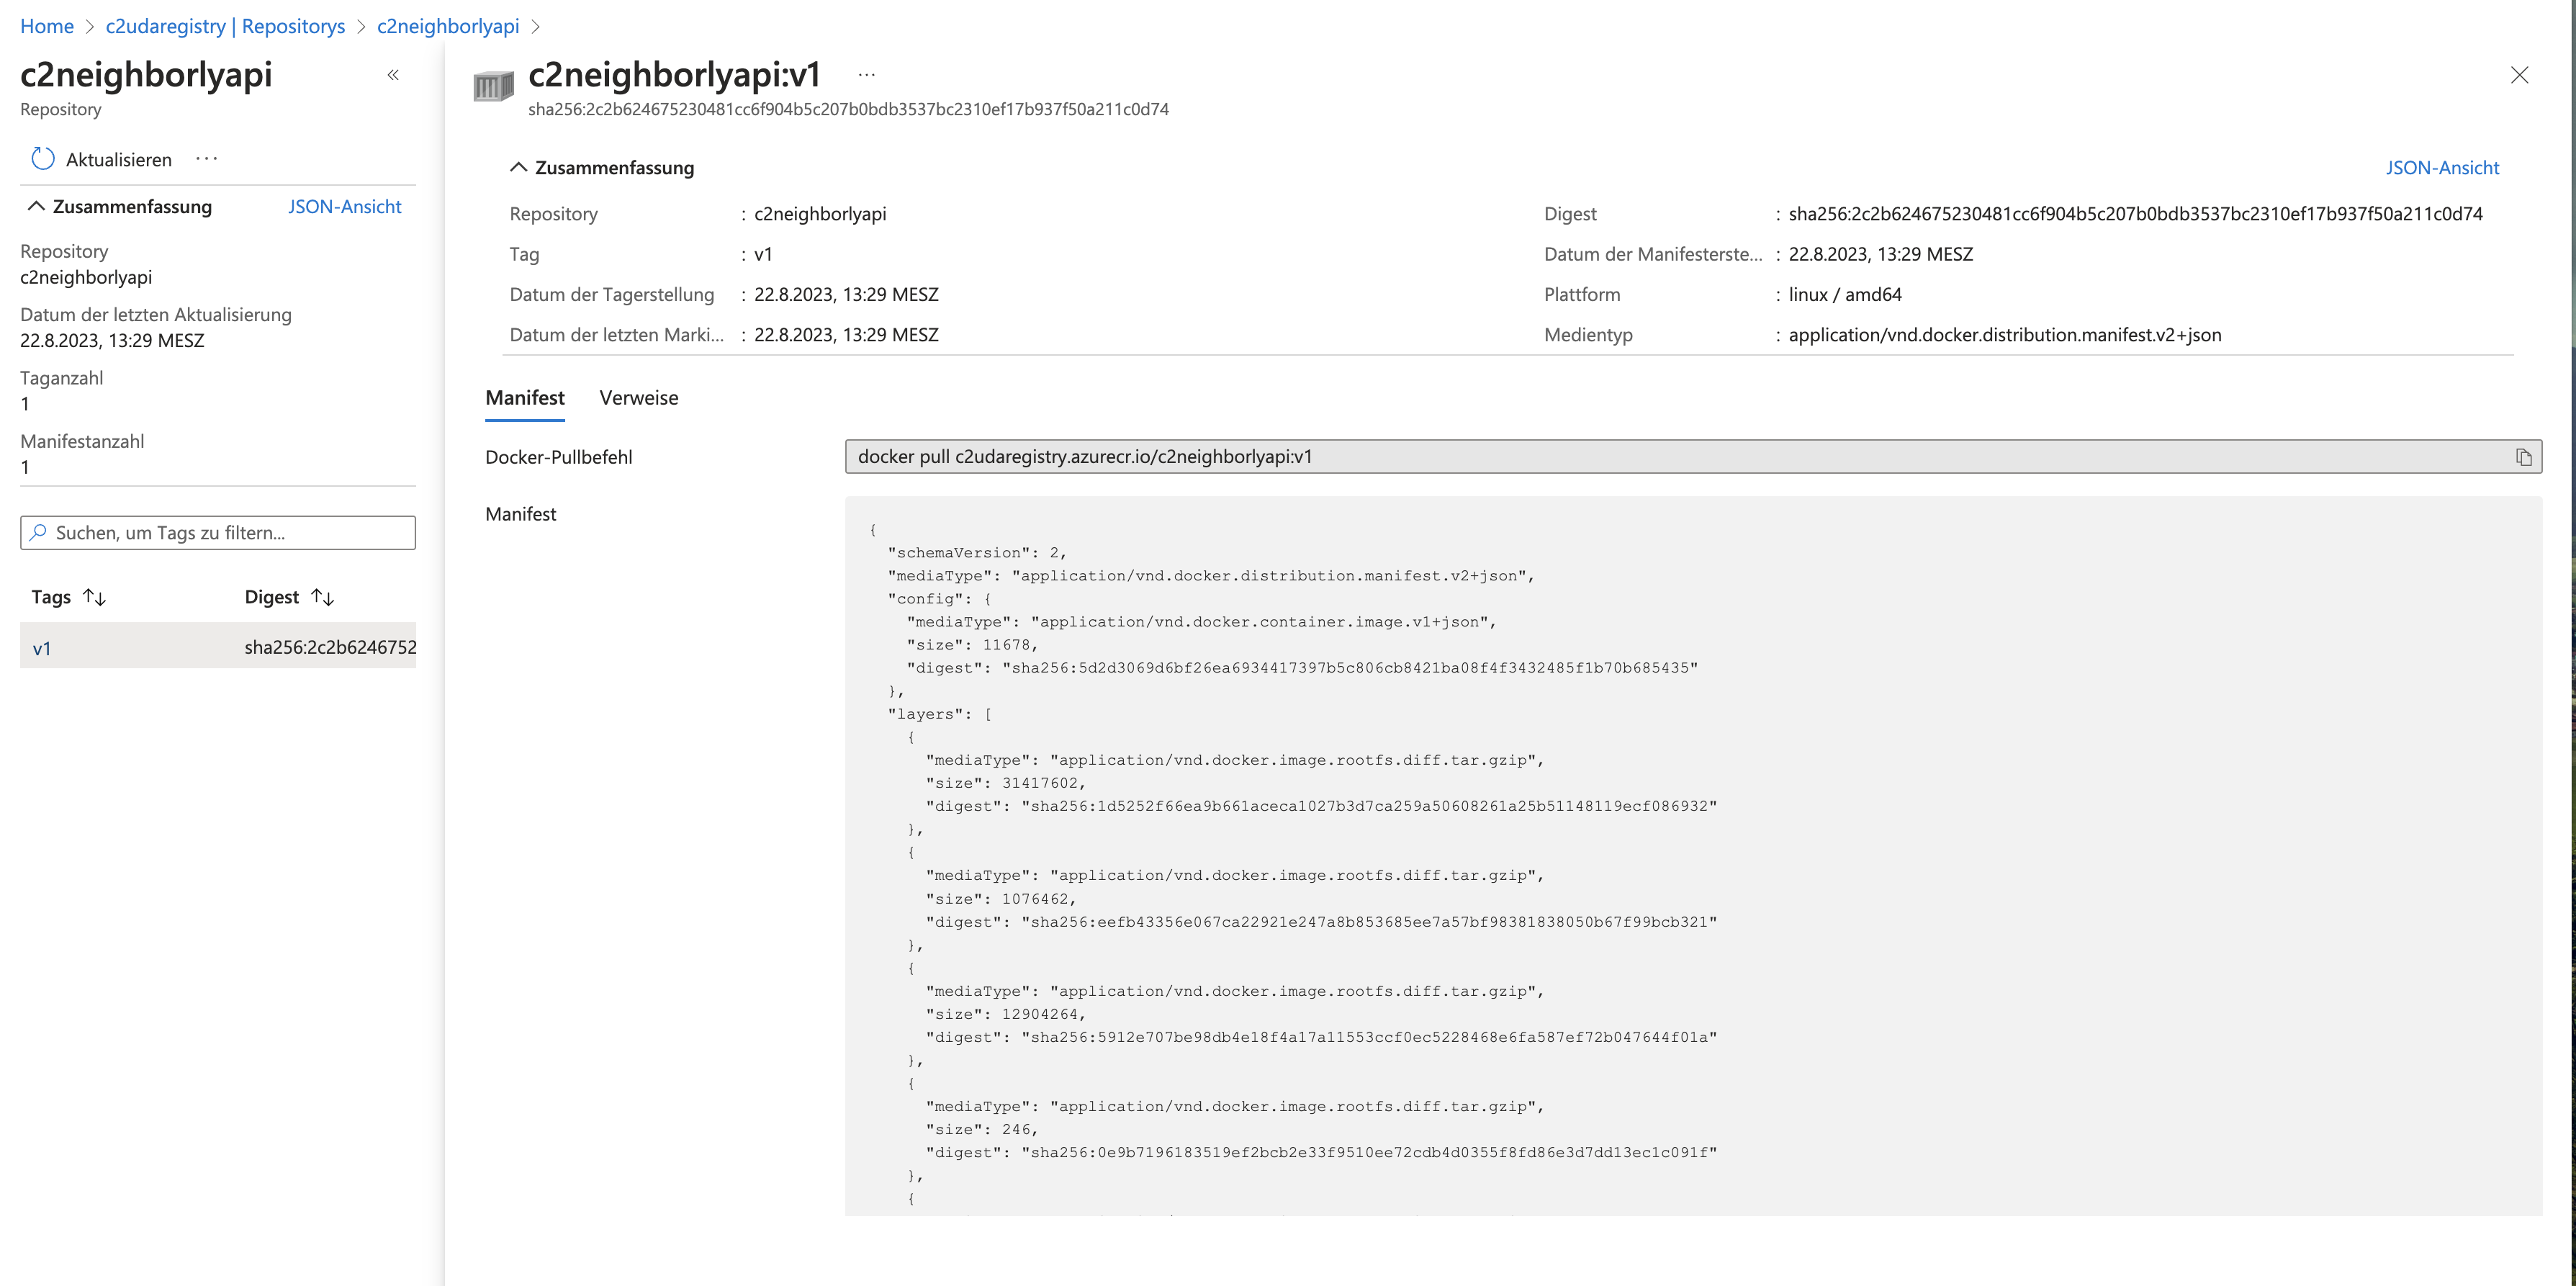 Home > c2udaregistry | Repositorys > c2neighborlyapi >
c2neighborlyapi «
Repository
Aktualisieren ...
Zusammenfassung JSON-Ansicht
Repository
c2neighborlyapi
Datum der letzten Aktualisierung
22.8.2023, 13:29 MESZ
Taganzahl
1
Manifestanzahl
1
Suchen, um Tags zu filtern...
Tags ↑↓ Digest ↑↓
v1 sha256:2c2b6246752
c2neighborlyapi:v1 ...
sha256:2c2b624675230481cc6f904b5c207b0bdb3537bc2310ef17b937f50a211c0d74
Zusammenfassung JSON-Ansicht
Repository : c2neighborlyapi
Tag : v1
Datum der Tagerstellung : 22.8.2023, 13:29 MESZ
Datum der letzten Marki... : 22.8.2023, 13:29 MESZ
Digest : sha256:2c2b624675230481cc6f904b5c207b0bdb3537bc2310ef17b937f50a211c0d74
Datum der Manifesterste... : 22.8.2023, 13:29 MESZ
Plattform : linux / amd64
Medientyp : application/vnd.docker.distribution.manifest.v2+json
Manifest Verweise
Docker-Pullbefehl docker pull c2udaregistry.azurecr.io/c2neighborlyapi:v1
Manifest
{
"schemaVersion": 2,
"mediaType": "application/vnd.docker.distribution.manifest.v2+json",
"config": {
"mediaType": "application/vnd.docker.container.image.v1+json",
"size": 11678,
"digest": "sha256:5d2d3069d6bf26ea6934417397b5c806cb8421ba08f4f3432485f1b70b685435"
},
"layers": [
{
"mediaType": "application/vnd.docker.image.rootfs.diff.tar.gzip",
"size": 31417602,
"digest": "sha256:1d5252f66ea9b661aceca1027b3d7ca259a50608261a25b51148119ecf086932"
},
{
"mediaType": "application/vnd.docker.image.rootfs.diff.tar.gzip",
"size": 1076462,
"digest": "sha256:eefb43356e067ca22921e247a8b853685ee7a57bf98381838050b67f99bcb321"
},
{
"mediaType": "application/vnd.docker.image.rootfs.diff.tar.gzip",
"size": 12904264,
"digest": "sha256:5912e707be98db4e18f4a17a11553ccf0ec5228468e6fa587ef72b047644f01a"
},
{
"mediaType": "application/vnd.docker.image.rootfs.diff.tar.gzip",
"size": 246,
"digest": "sha256:0e9b7196183519ef2bcb2e33f9510ee72cdb4d0355f8fd86e3d7dd13ec1c091f"
},
{